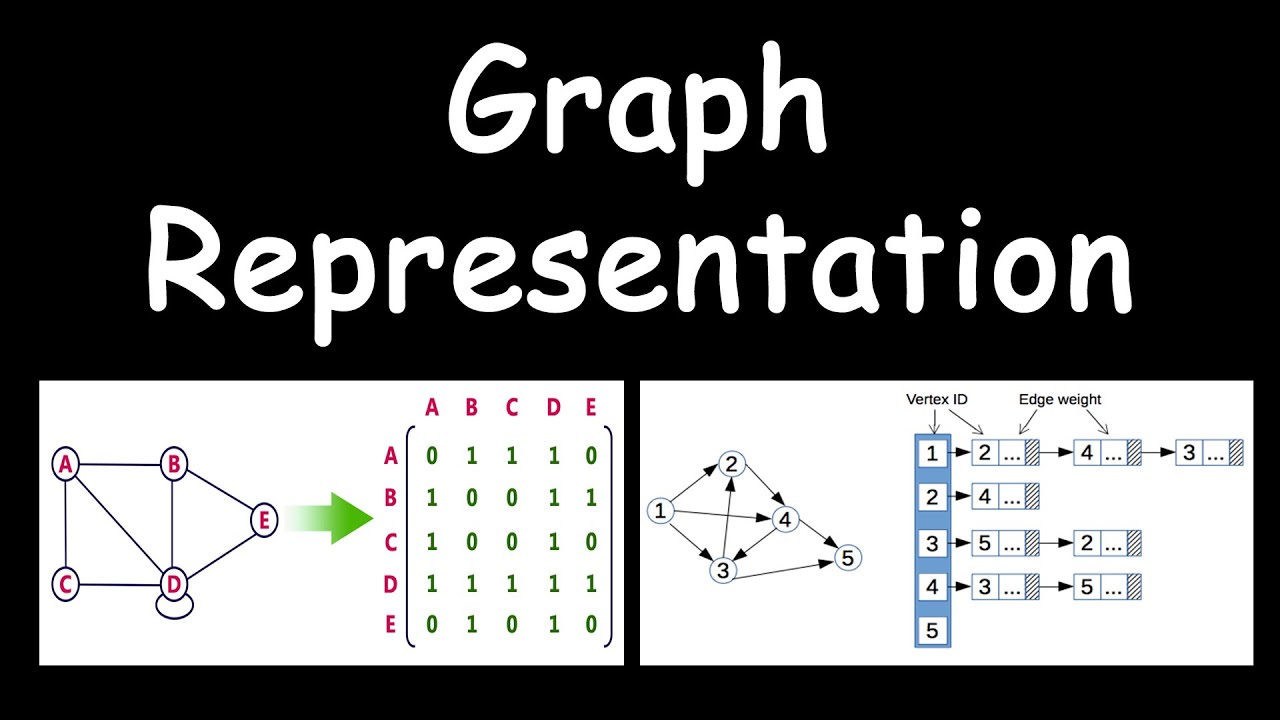 Graph
Representation
A B
E
C D
A B C D E
A 0 1 1 1 0
B 1 0 0 1 1
C 1 0 0 1 0
D 1 1 1 1 1
E 0 1 0 1 0
2
1
4
3
5
Vertex ID Edge weight
1 2 ... 4 ... 3 ...
2 4 ...
3 5 ... 2 ...
4 3 ... 5 ...
5